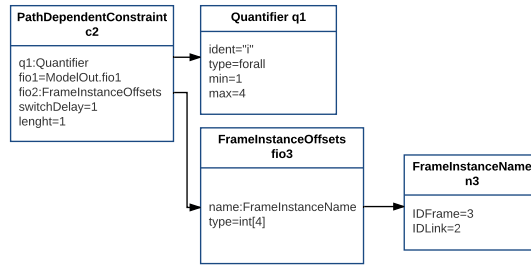 PathDependentConstraint
c2
q1:Quantifier
fio1=ModelOut.fio1
fio2:FrameInstanceOffsets
switchDelay=1
lenght=1
Quantifier q1
ident="i"
type=forall
min=1
max=4
FrameInstanceOffsets
fio3
name:FrameInstanceName
type=int[4]
FrameInstanceName
n3
IDFrame=3
IDLink=2